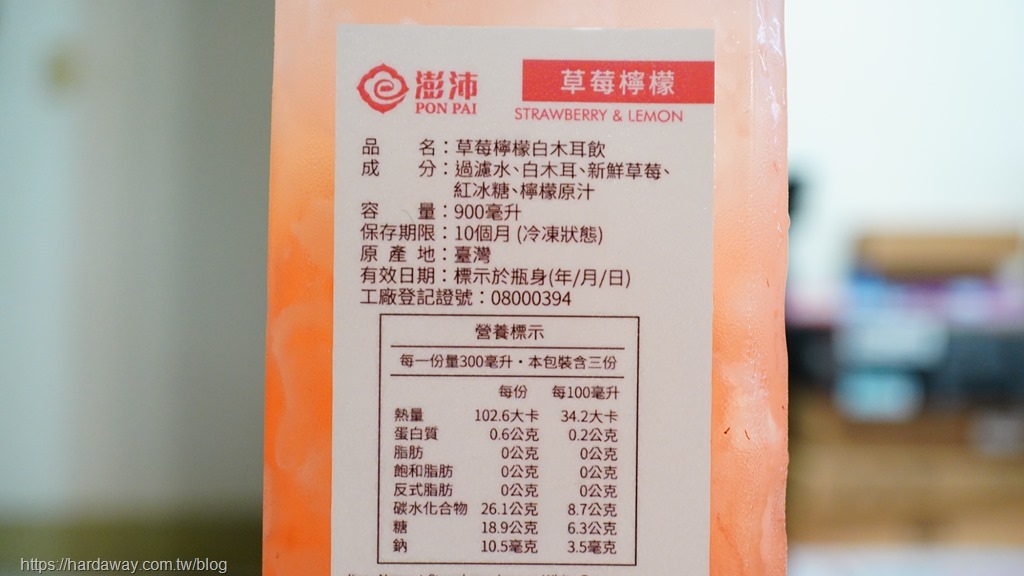 澎沛
PON PAI
草莓檸檬
STRAWBERRY & LEMON
品 名：草莓檸檬白木耳飲
成 分：過濾水、白木耳、新鮮草莓、
紅冰糖、檸檬原汁
容 量：900毫升
保存期限：10個月 (冷凍狀態)
原 產 地：臺灣
有效日期：標示於瓶身(年/月/日)
工廠登記證號：08000394
營養標示
每一份量300毫升・本包裝含三份
每份 每100毫升
熱量 102.6大卡 34.2大卡
蛋白質 0.6公克 0.2公克
脂肪 0公克 0公克
飽和脂肪 0公克 0公克
反式脂肪 0公克 0公克
碳水化合物 26.1公克 8.7公克
糖 18.9公克 6.3公克
鈉 10.5毫克 3.5毫克
https://hardaway.com.tw/blog